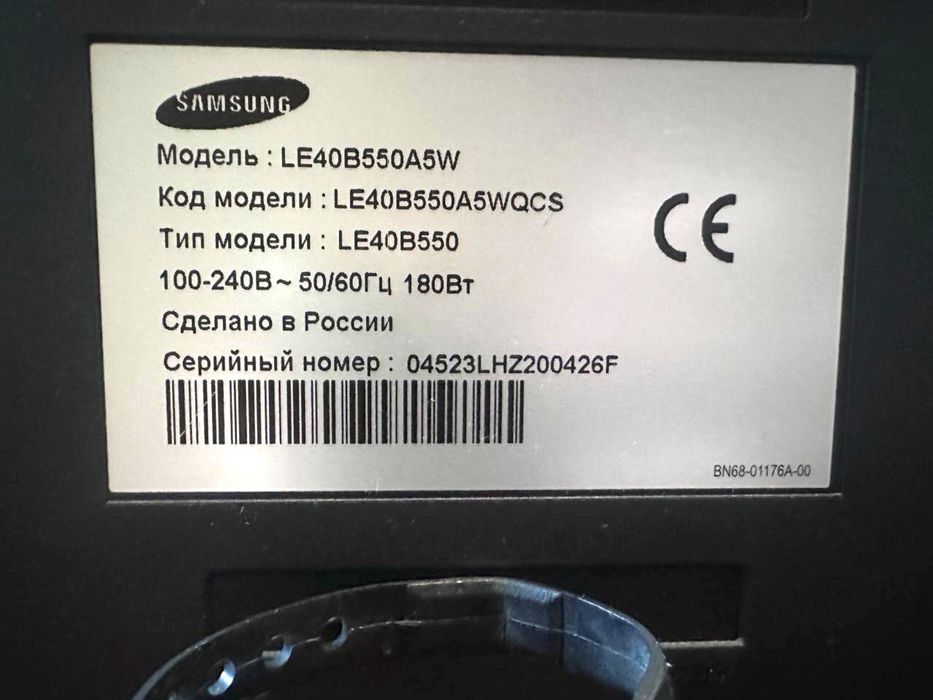 SAMSUNG
Модель : LE40B550A5W
Код модели : LE40B550A5WQCS
Тип модели : LE40B550
100-240В~ 50/60Гц 180Вт
Сделано в России
Серийный номер : 04523LHZ200426F
CE
BN68-01176A-00